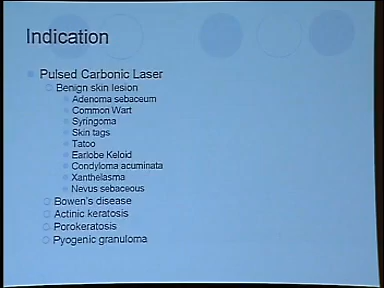 Indication
Pulsed Carbonic Laser
Benign skin lesion
Adenoma sebaceum
Common Wart
Syringoma
Skin tags
Tatoo
Earlobe Keloid
Condyloma acuminata
Xanthelasma
Nevus sebaceous
Bowen's disease
Actinic keratosis
Porokeratosis
Pyogenic granuloma